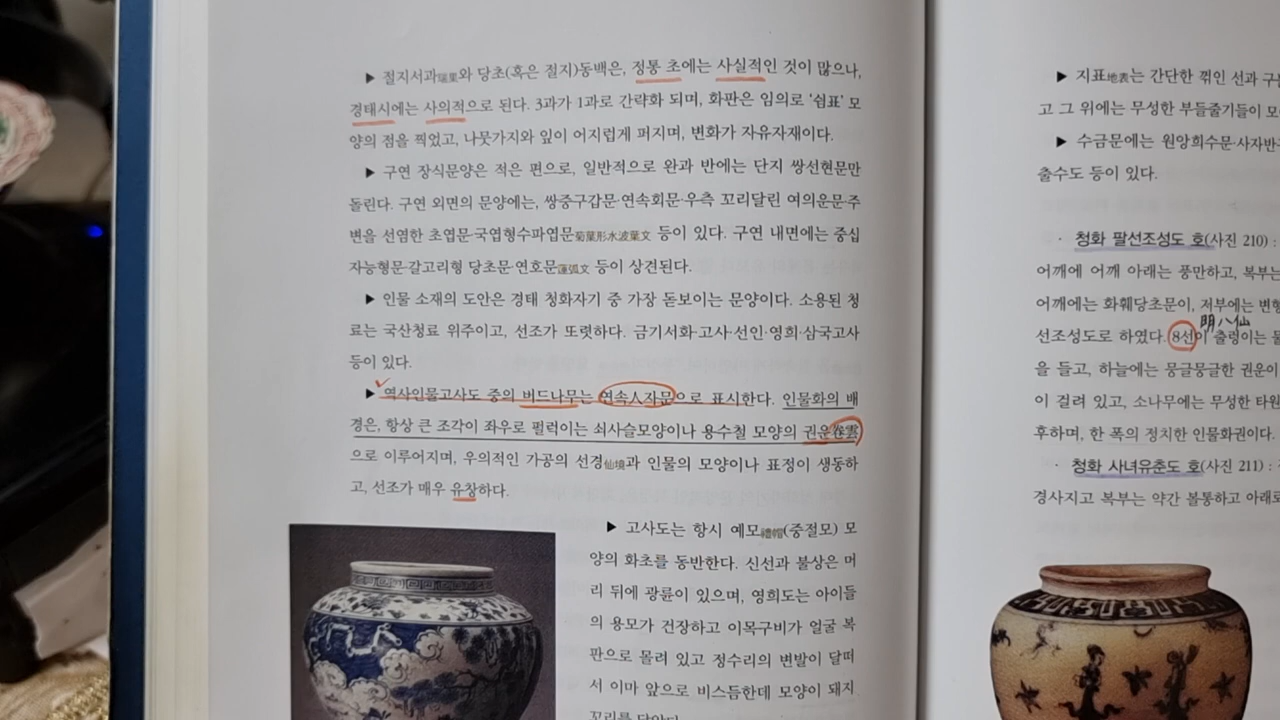 ▶ 절지서과瑞果와 당초(혹은 절지)동백은, 정통 초에는 사실적인 것이 많으나,
경태시에는 사의적으로 된다. 3과가 1과로 간략화 되며, 화판은 임의로 '쉼표' 모
양의 점을 찍었고, 나뭇가지와 잎이 어지럽게 퍼지며, 변화가 자유자재이다.
▶ 구연 장식문양은 적은 편으로, 일반적으로 완과 반에는 단지 쌍선현문만
돌린다. 구연 외면의 문양에는, 쌍중구갑문·연속회문·우측 꼬리달린 여의운문·주
변을 선염한 초엽문·국엽형수파엽문菊葉形水波葉文 등이 있다. 구연 내면에는 중십
자능형문·갈고리형 당초문·연호문蓮弧文 등이 상견된다.
▶ 인물 소재의 도안은 경태 청화자기 중 가장 돋보이는 문양이다. 소용된 청
료는 국산청료 위주이고, 선조가 또렷하다. 금기서화·고사·선인·영희·삼국고사
등이 있다.
▶ 역사인물고사도 중의 버드나무는 연속人자문으로 표시한다. 인물화의 배
경은, 항상 큰 조각이 좌우로 펄럭이는 쇠사슬모양이나 용수철 모양의 권운卷雲
으로 이루어지며, 우의적인 가공의 선경仙境과 인물의 모양이나 표정이 생동하
고, 선조가 매우 유창하다.
▶ 고사도는 항시 예모禮帽(중절모) 모
양의 화초를 동반한다. 신선과 불상은 머
리 뒤에 광륜이 있으며, 영희도는 아이들
의 용모가 건장하고 이목구비가 얼굴 복
판으로 몰려 있고 정수리의 변발이 달떠
서 이마 앞으로 비스듬한데 모양이 돼지
꼬리를 닮았다.
▶ 지표地表는 간단한 꺾인 선과 구
고 그 위에는 무성한 부들줄기들이 모
▶ 수금문에는 원앙희수문·사자반
출수도 등이 있다.
· 청화 팔선조성도 호(사진 210) :
어깨에 어깨 아래는 풍만하고, 복부는
어깨에는 화훼당초문이, 저부에는 변형
八仙
선조성도로 하였다. 8선이 출렁이는 물
을 들고, 하늘에는 뭉글뭉글한 권운이
이 걸려 있고, 소나무에는 무성한 타원
후하며, 한 폭의 정치한 인물화권이다.
· 청화 사녀유춘도 호(사진 211) :
경사지고 복부는 약간 볼통하고 아래로